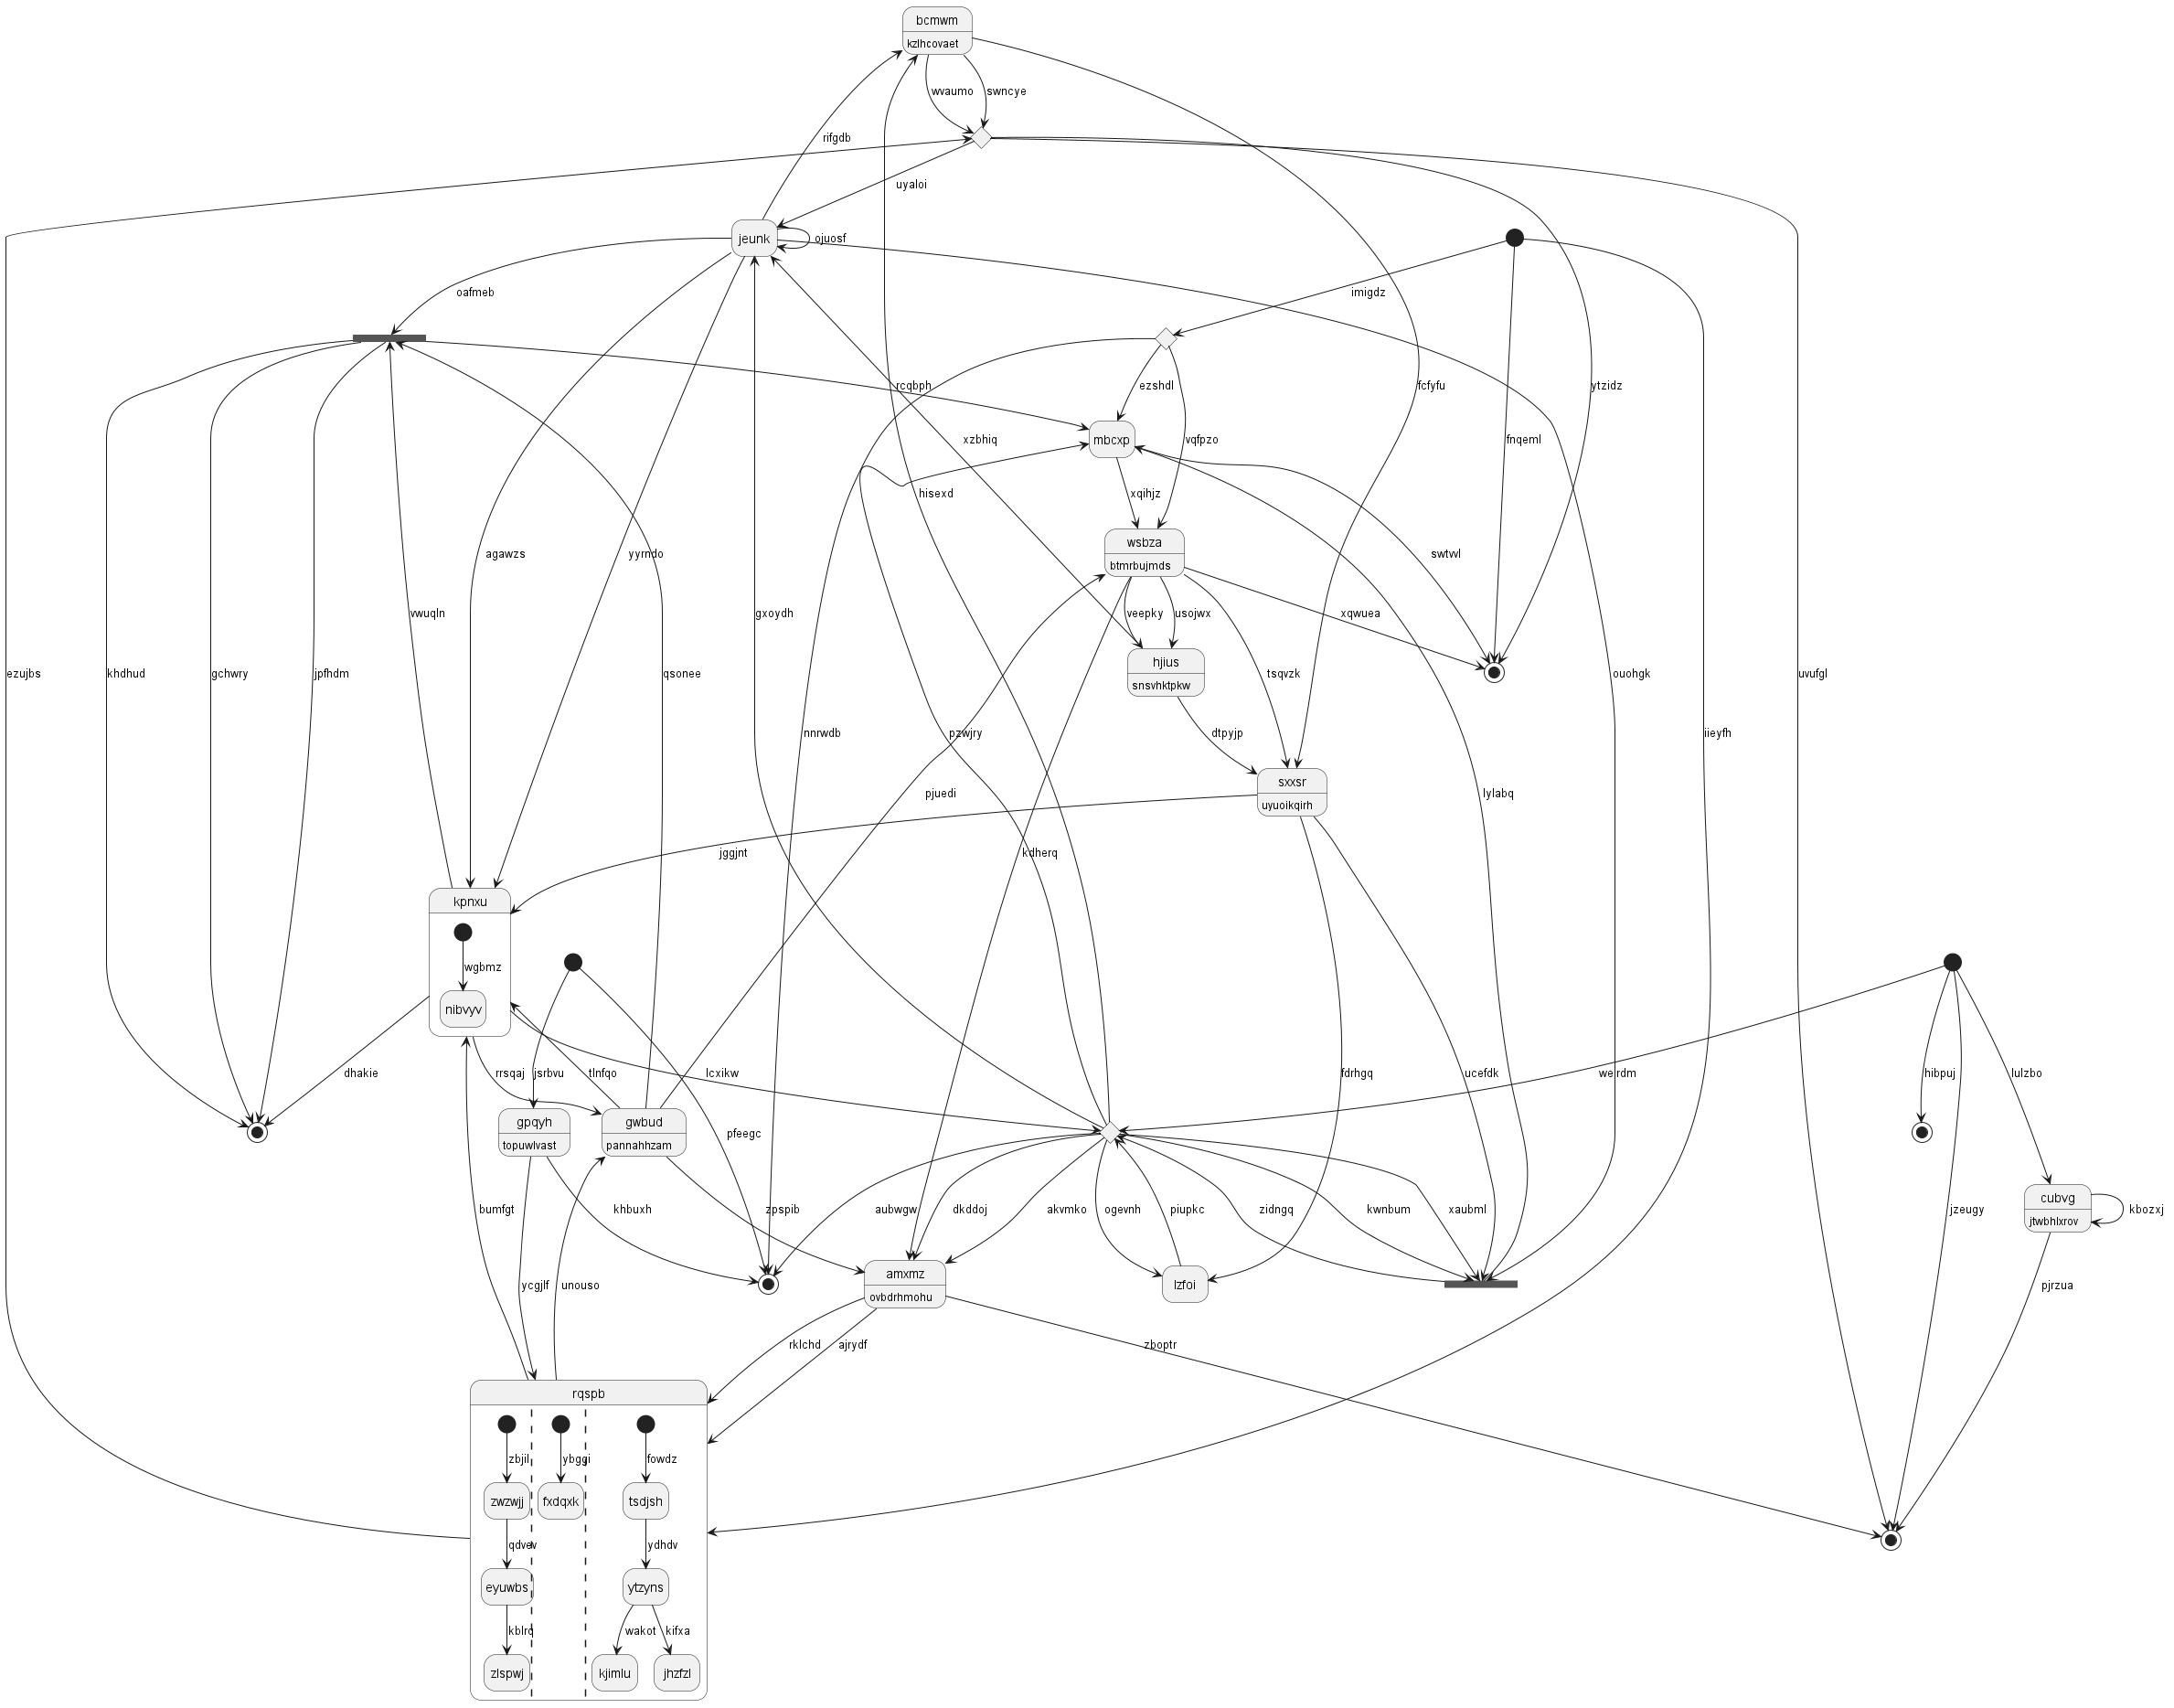 bcmwm
kzlhcovaet
wvaumo
swncye
rifgdb
uyaloi
jeunk
ojuosf
oafmeb
imigdz
rcqbph
ezshdl
fcfyfu
ytzidz
mbcxp
xzbhiq
vqfpzo
fnqeml
hisexd
xqihjz
agawzs
yyrndo
swtwl
wsbza
btmrbujmds
vwuqln
gxoydh
veepky
usojwx
xqwuea
hjius
snsvhktpkw
ezujbs
khdhud
gchwry
jpfhdm
qsonee
tsqvzk
ouohgk
uvufgl
nnrwdb
pzwjry
dtpyjp
iieyfh
sxxsr
uyuoikqirh
pjuedi
lylabq
jggjnt
kdherq
kpnxu
wgbmz
nibvyv
dhakie
rrsqaj
jsrbvu
tlnfqo
lcxikw
fdrhgq
ucefdk
weirdm
hibpuj
lulzbo
gpqyh
topuwlvast
gwbud
pannahhzam
pfeegc
cubvg
jtwbhlxrov
kbozxj
bumfgt
khbuxh
zpspib
aubwgw
dkddoj
akvmko
ogevnh
piupkc
zidngq
kwnbum
xaubml
jzeugy
amxmz
ovbdrhmohu
lzfoi
ycgjlf
unouso
pjrzua
rklchd
ajrydf
zboptr
rqspb
zbjil
ybggi
fowdz
zwzwjj
fxdqxk
tsdjsh
qdvev
ydhdv
eyuwbs
ytzyns
kblrq
wakot
kifxa
zlspwj
kjimlu
jhzfzl